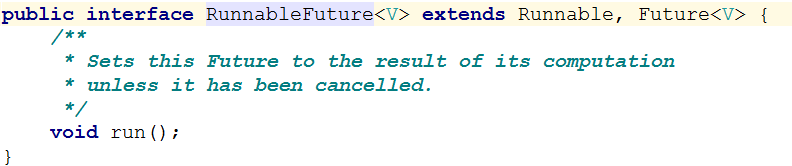 public interface RunnableFuture<V> extends Runnable, Future<V> {
    /**
     * Sets this Future to the result of its computation
     * unless it has been cancelled.
     */
    void run();
}